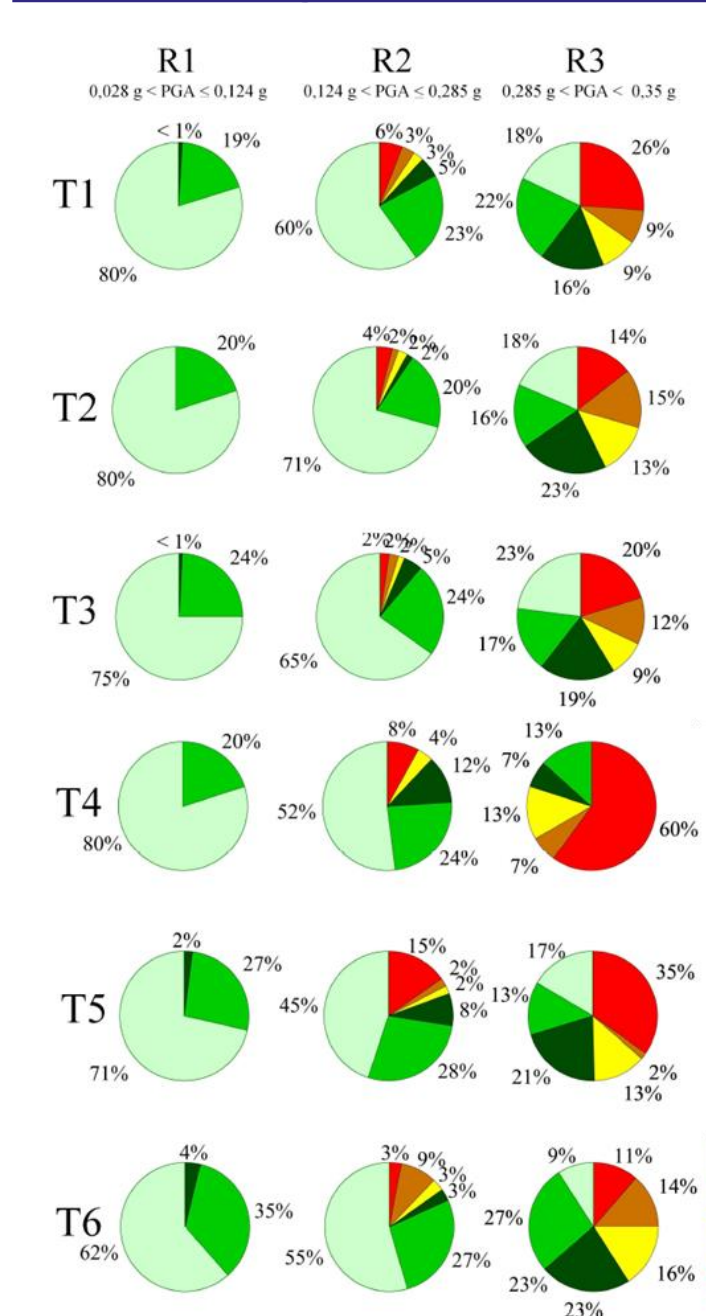 R1 R2 R3
0,028 g < PGA ≤ 0,124 g 0,124 g < PGA ≤ 0,285 g 0,285 g < PGA < 0,35 g
T1
< 1% 19% 80%
6% 3% 3% 5% 23% 60%
26% 9% 9% 16% 22% 18%
T2
20% 80%
4% 2% 2% 2% 20% 71%
14% 15% 13% 23% 16% 18%
T3
< 1% 24% 75%
2% 2% 2% 5% 24% 65%
20% 12% 9% 19% 17% 23%
T4
20% 80%
8% 4% 12% 24% 52%
60% 7% 13% 7% 13%
T5
2% 27% 71%
15% 2% 2% 8% 28% 45%
35% 2% 13% 21% 13% 17%
T6
4% 35% 62%
3% 9% 3% 3% 27% 55%
11% 14% 16% 23% 23% 27% 9%